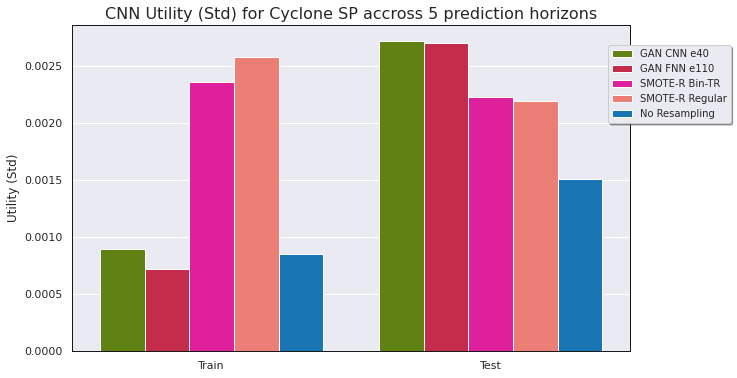 CNN Utility (Std) for Cyclone SP accross 5 prediction horizons
GAN CNN e40
GAN FNN e110
SMOTE-R Bin-TR
SMOTE-R Regular
No Resampling
Utility (Std)
0.0025
0.0020
0.0015
0.0010
0.0005
0.0000
Train
Test